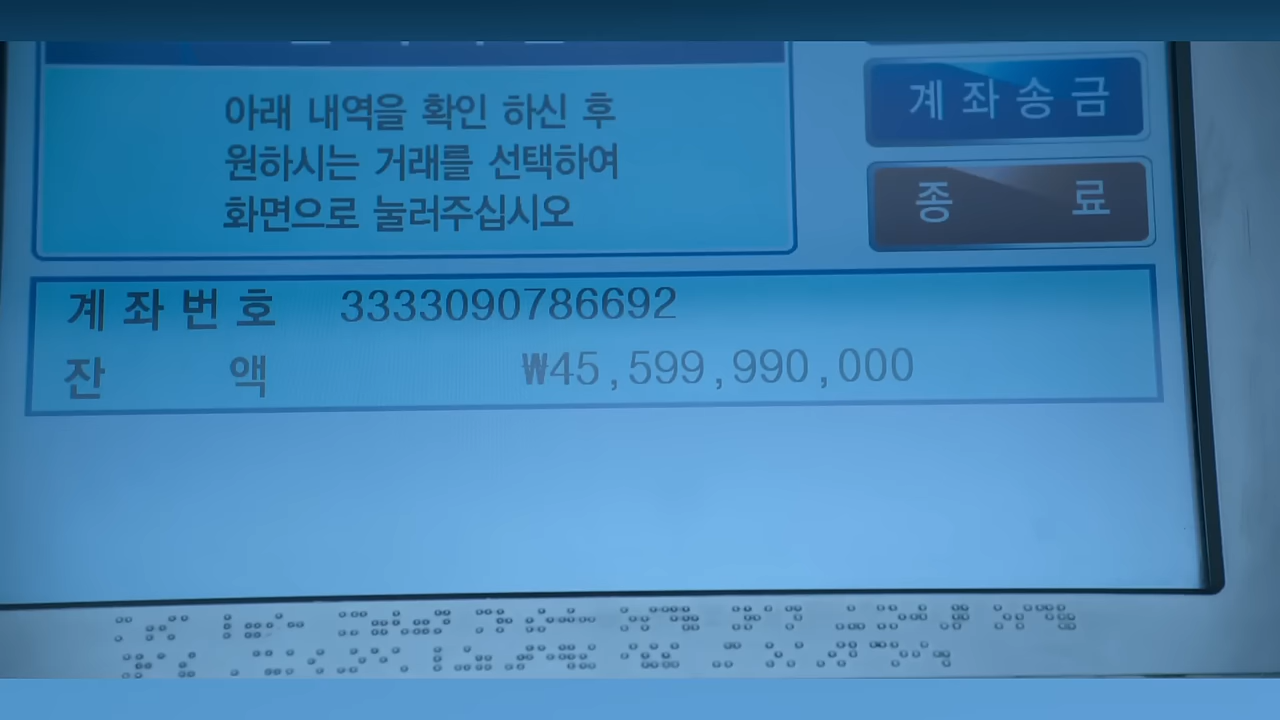 아래 내역을 확인 하신 후
원하시는 거래를 선택하여
화면으로 눌러주십시오
계좌송금
종 료
계좌번호 3333090786692
잔 액 ₩45,599,990,000